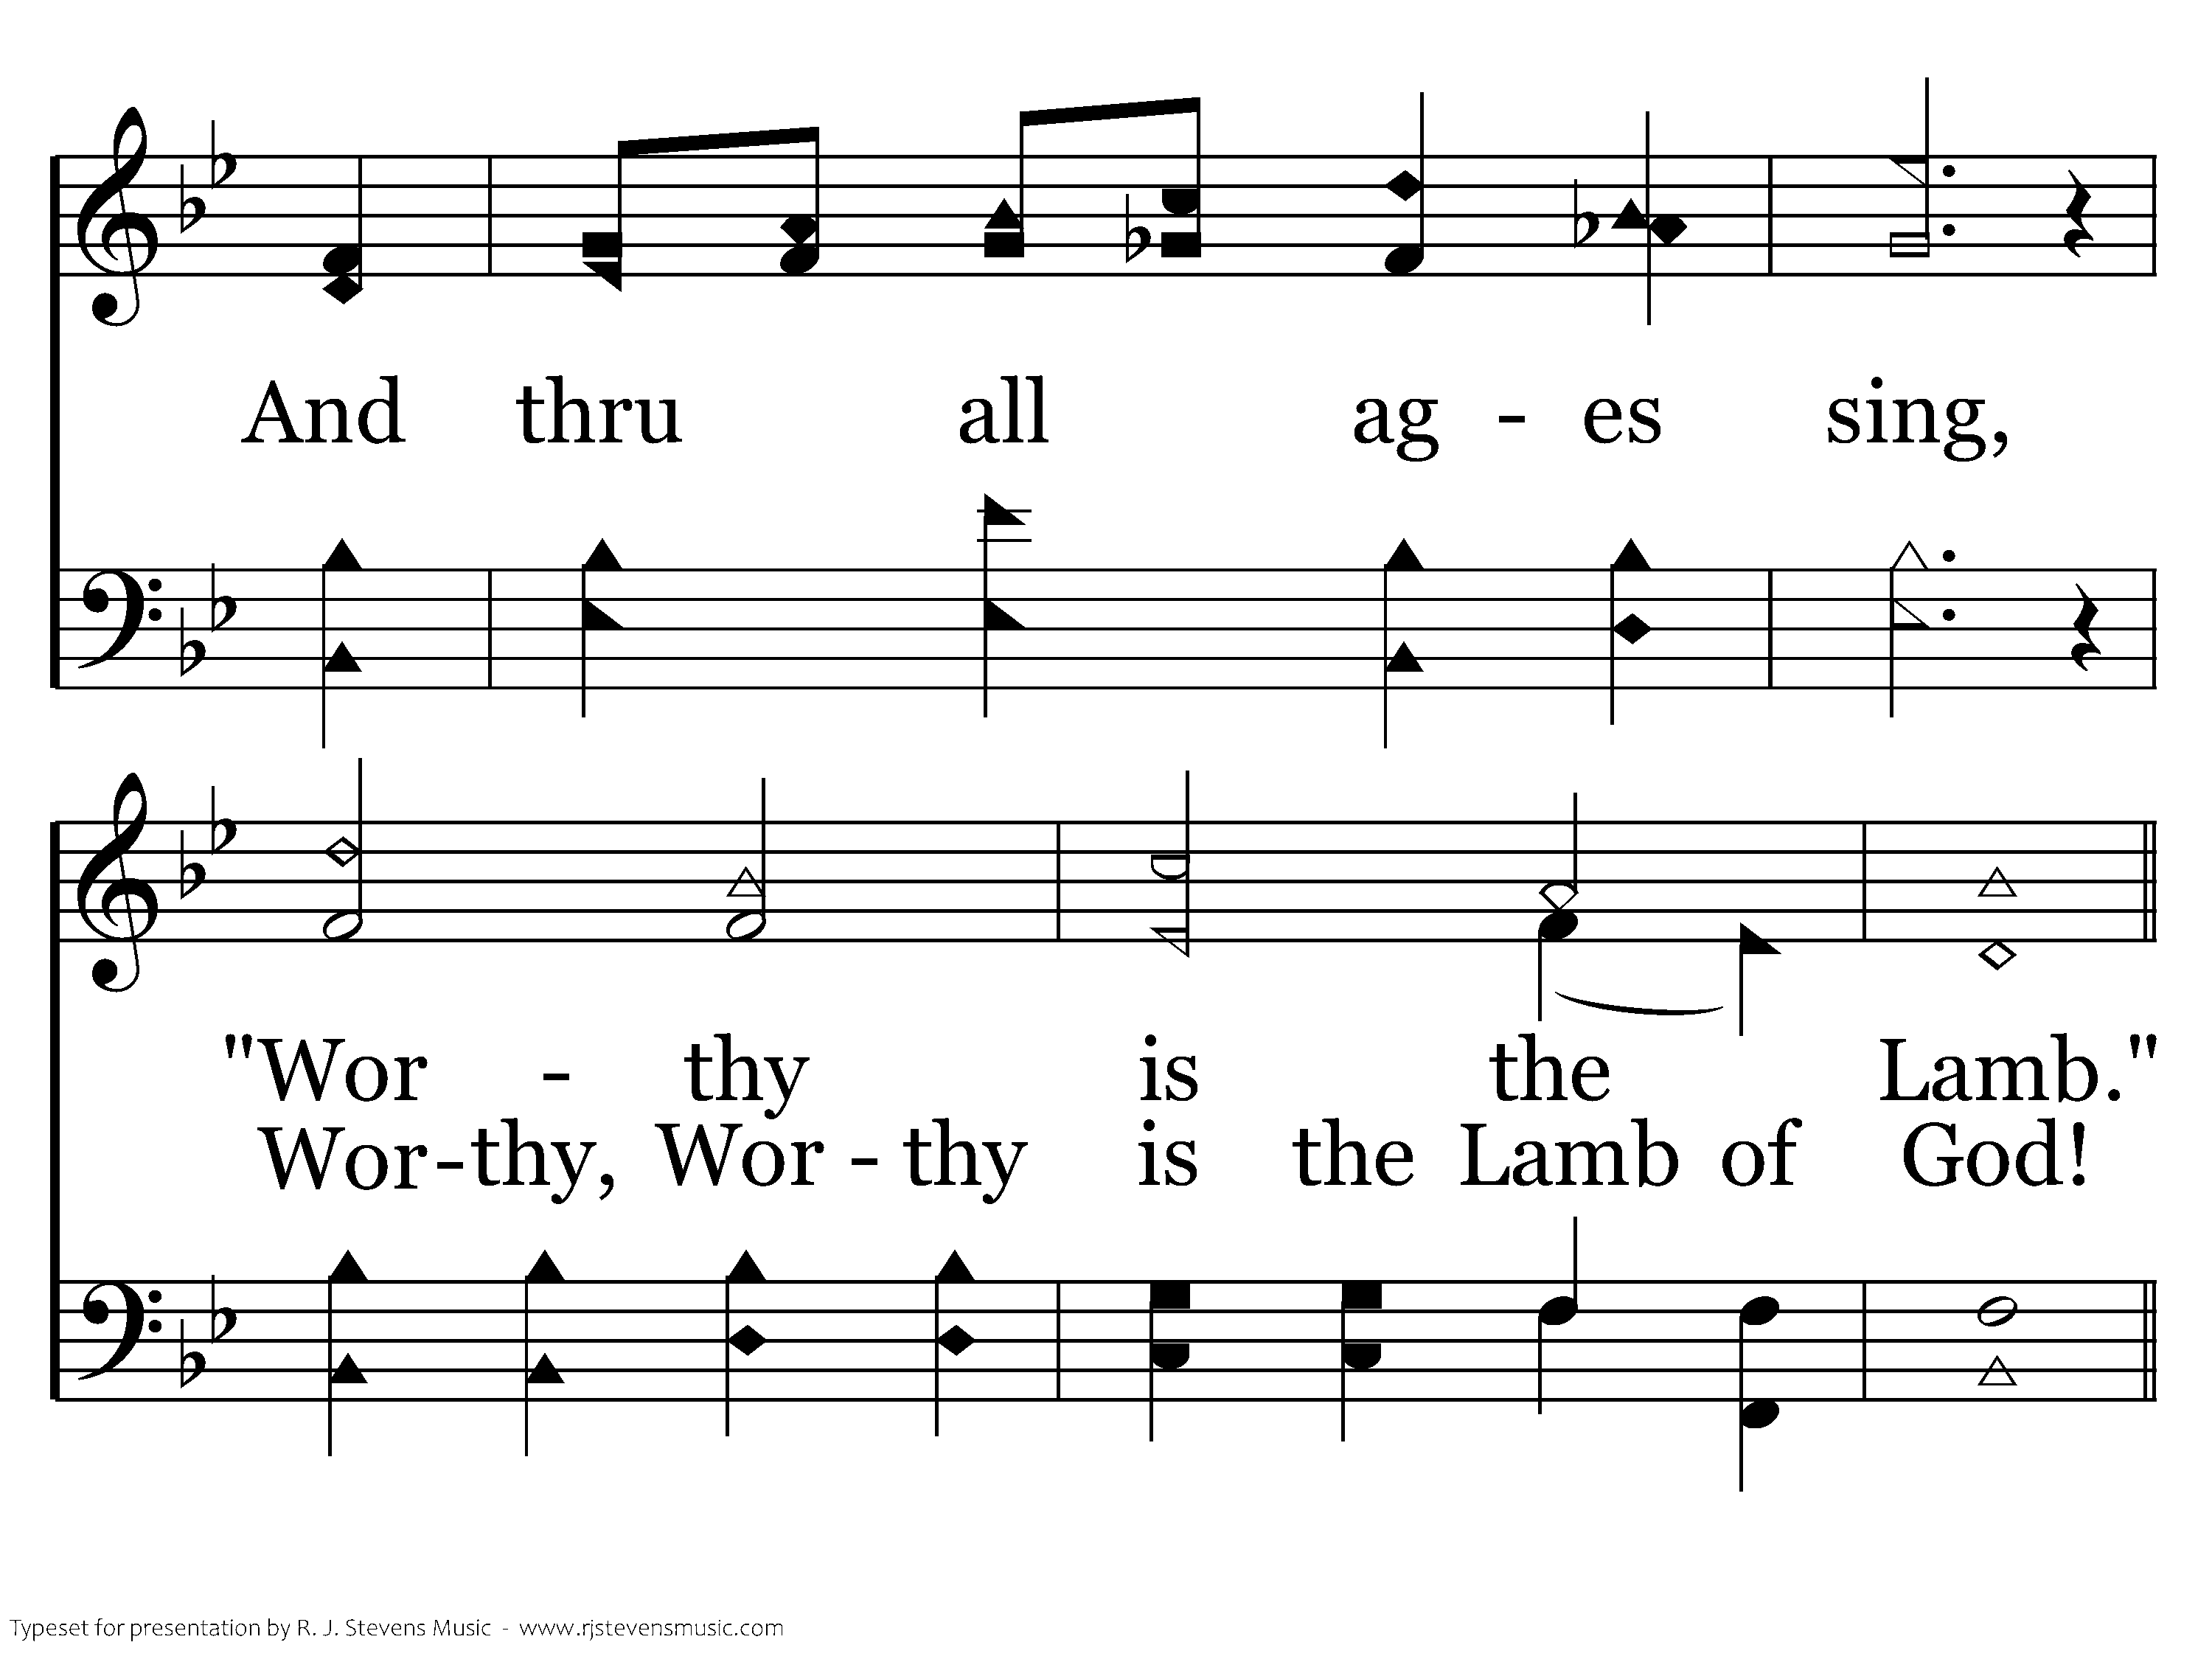 And thru all ag - es sing,
"Wor - thy is the Lamb."
Wor-thy, Wor - thy is the Lamb of God!
Typeset for presentation by R. J. Stevens Music - www.rjstevensmusic.com